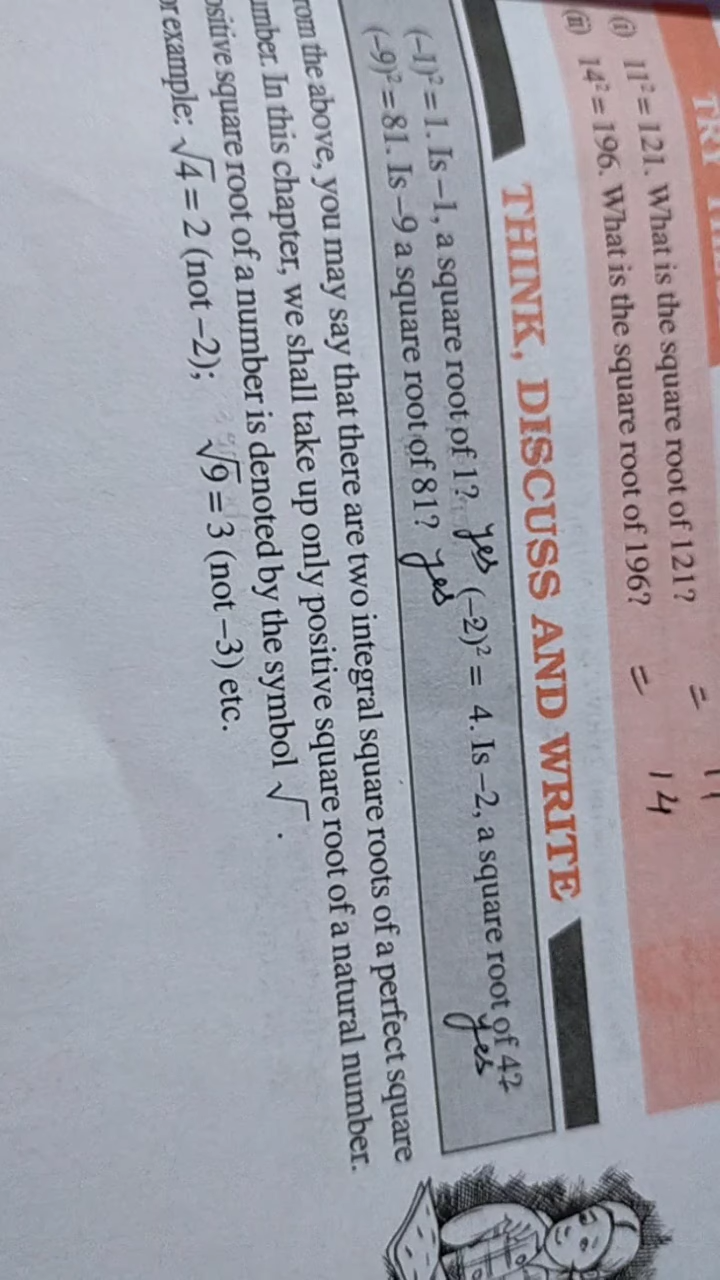 TRY
(i) 11² = 121. What is the square root of 121? = 11
(ii) 14² = 196. What is the square root of 196? = 14
THINK, DISCUSS AND WRITE
(–1)² = 1. Is –1, a square root of 1? yes (–2)² = 4. Is –2, a square root of 4? yes
(–9)² = 81. Is –9 a square root of 81? yes
rom the above, you may say that there are two integral square roots of a perfect square
umber. In this chapter, we shall take up only positive square root of a natural number.
ositive square root of a number is denoted by the symbol √ .
or example: √4 = 2 (not –2); √9 = 3 (not –3) etc.